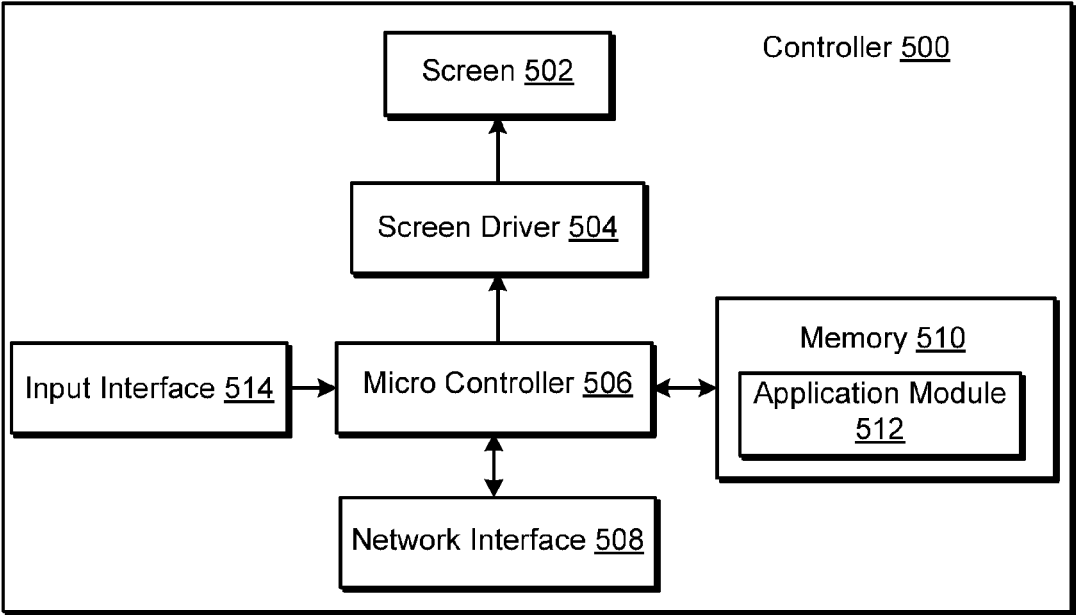 Controller 500
Screen 502
Screen Driver 504
Memory 510
Input Interface 514
Micro Controller 506
Application Module
512
Network Interface 508